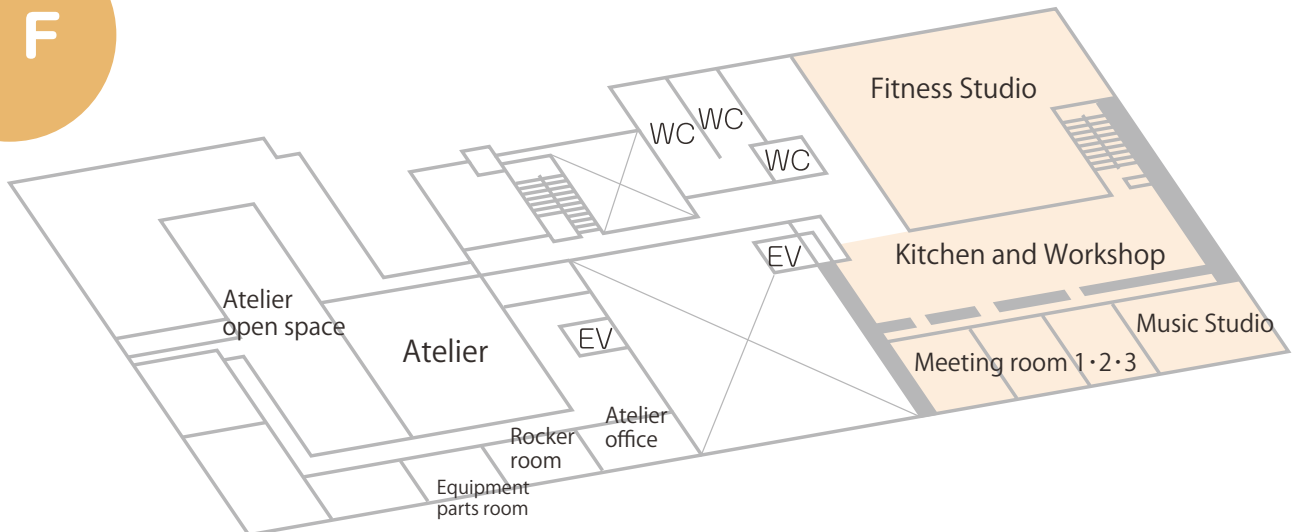 F
Fitness Studio
WC
WC
WC
EV
Kitchen and Workshop
Atelier
open space
Atelier
EV
Music Studio
Meeting room 1・2・3
Rocker
room
Atelier
office
Equipment
parts room